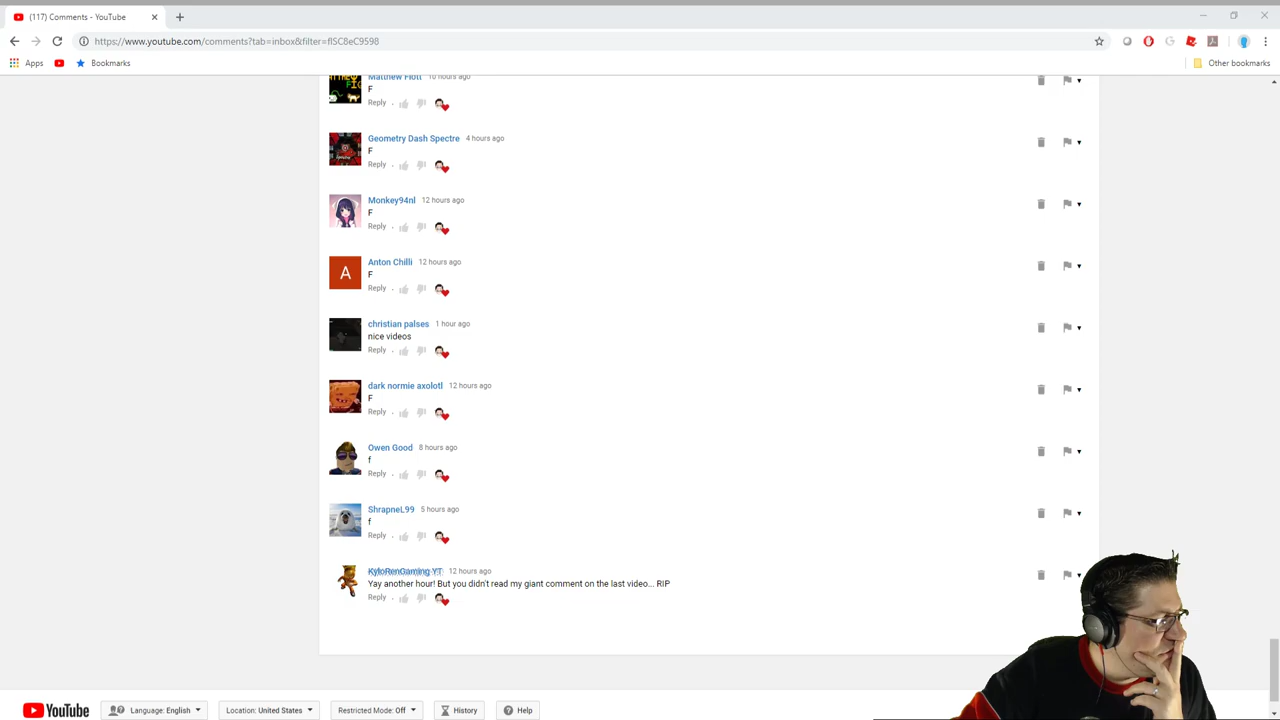 (117) Comments - YouTube
https://www.youtube.com/comments?tab=inbox&filter=flSC8eC9598
Apps
Bookmarks
Other bookmarks
Matthew Flott
10 hours ago
F
Reply .
Geometry Dash Spectre 4 hours ago
F
Reply .
Monkey94nl 12 hours ago
F
Reply .
A
Anton Chilli 12 hours ago
F
Reply .
christian palses 1 hour ago
nice videos
Reply .
dark normie axolotl 12 hours ago
F
Reply .
Owen Good 8 hours ago
f
Reply .
ShrapneL99 5 hours ago
f
Reply .
KyloRenGaming YT 12 hours ago
Yay another hour! But you didn't read my giant comment on the last video... RIP
Reply .
YouTube Language: English Location: United States Restricted Mode: Off History Help